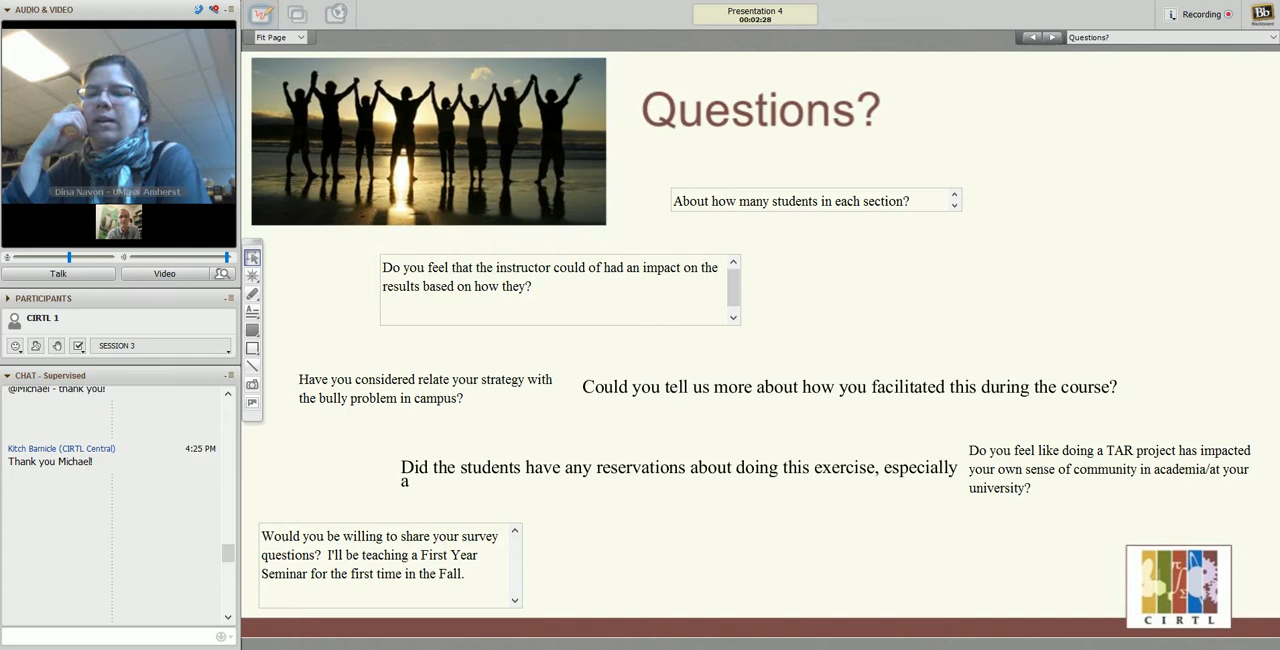 AUDIO & VIDEO
Dina Navon - UMass Amherst
Talk
Video
PARTICIPANTS
CIRTL 1
SESSION 3
CHAT - Supervised
@Michael - thank you!
Kitch Barnicle (CIRTL Central)
4:25 PM
Thank you Michael!
Presentation 4
00:02:28
Recording
Bb
Blackboard
Fit Page
Questions?
Questions?
About how many students in each section?
Do you feel that the instructor could of had an impact on the
results based on how they?
Have you considered relate your strategy with
the bully problem in campus?
Could you tell us more about how you facilitated this during the course?
Did the students have any reservations about doing this exercise, especially
a
Do you feel like doing a TAR project has impacted
your own sense of community in academia/at your
university?
Would you be willing to share your survey
questions? I'll be teaching a First Year
Seminar for the first time in the Fall.
CIRTL